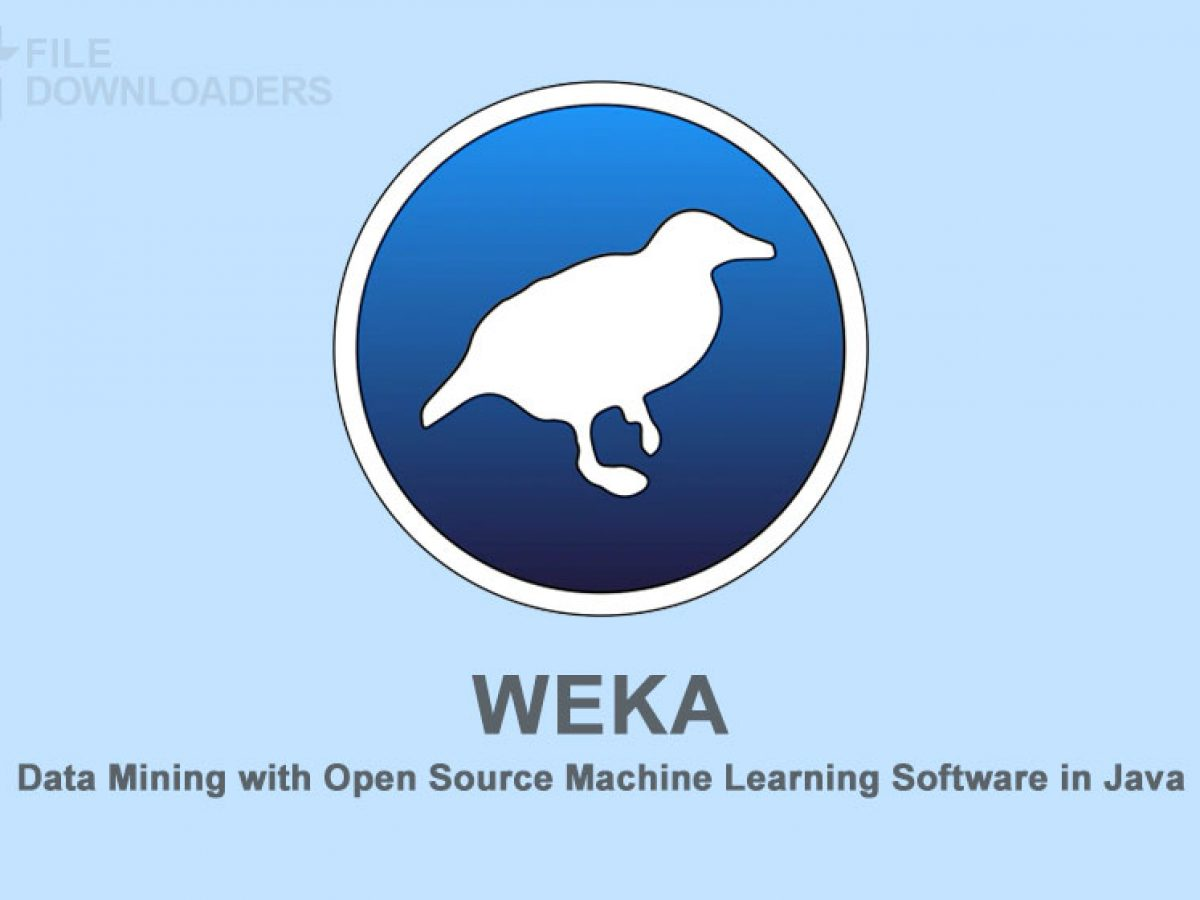 FILE
DOWNLOADERS
WEKA
Data Mining with Open Source Machine Learning Software in Java